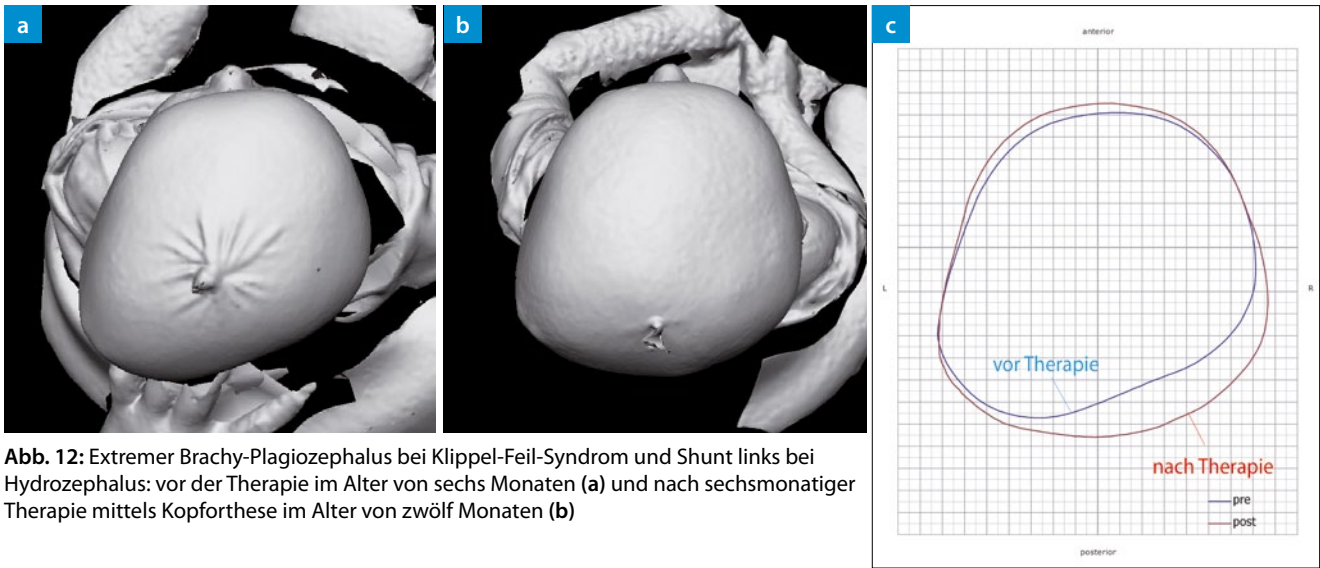 a
b
c
anterior
L
R
vor Therapie
nach Therapie
pre
post
posterior
Abb. 12: Extremer Brachy-Plagiozephalus bei Klippel-Feil-Syndrom und Shunt links bei
Hydrozephalus: vor der Therapie im Alter von sechs Monaten (a) und nach sechsmonatiger
Therapie mittels Kopforthese im Alter von zwölf Monaten (b)